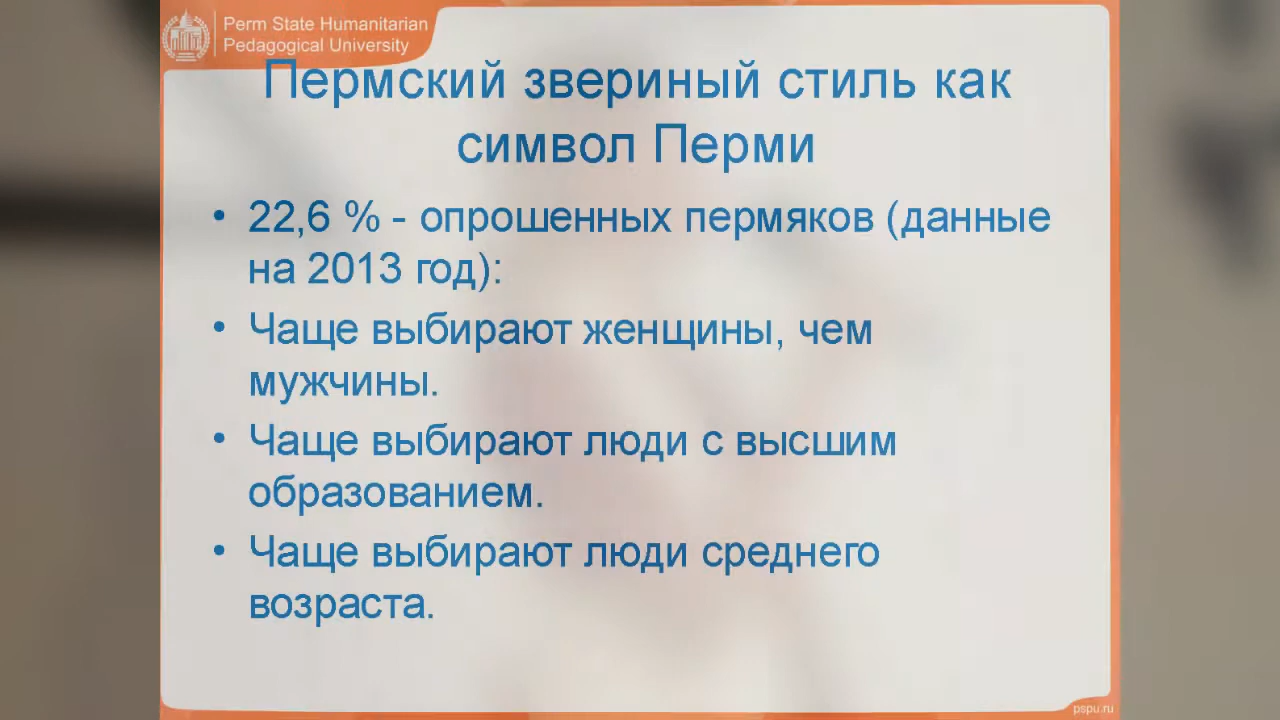 Perm State Humanitarian
Pedagogical University
Пермский звериный стиль как
символ Перми
• 22,6 % - опрошенных пермяков (данные
на 2013 год):
• Чаще выбирают женщины, чем
мужчины.
• Чаще выбирают люди с высшим
образованием.
• Чаще выбирают люди среднего
возраста.
pspu.ru